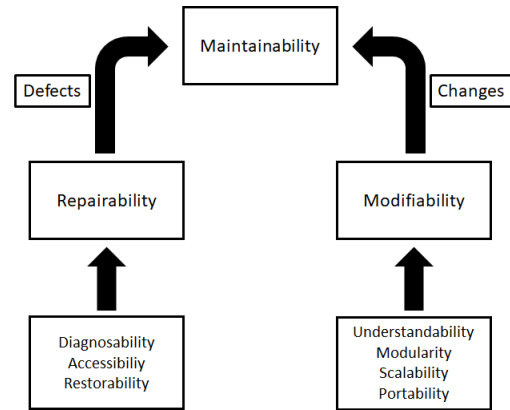 Maintainability
Defects
Changes
Repairability
Modifiability
Diagnosability
Accessibiliy
Restorability
Understandability
Modularity
Scalability
Portability